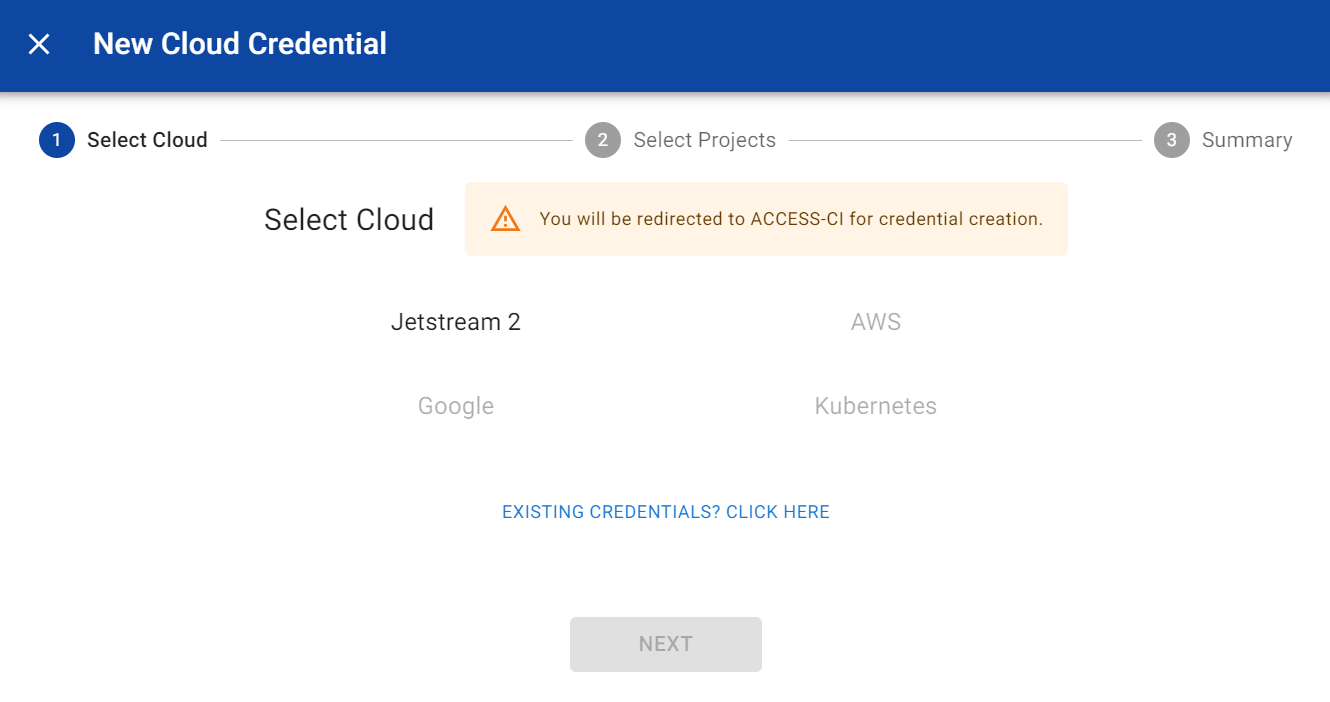 New Cloud Credential
1 Select Cloud 2 Select Projects 3 Summary
Select Cloud
You will be redirected to ACCESS-CI for credential creation.
Jetstream 2 AWS
Google Kubernetes
EXISTING CREDENTIALS? CLICK HERE
NEXT